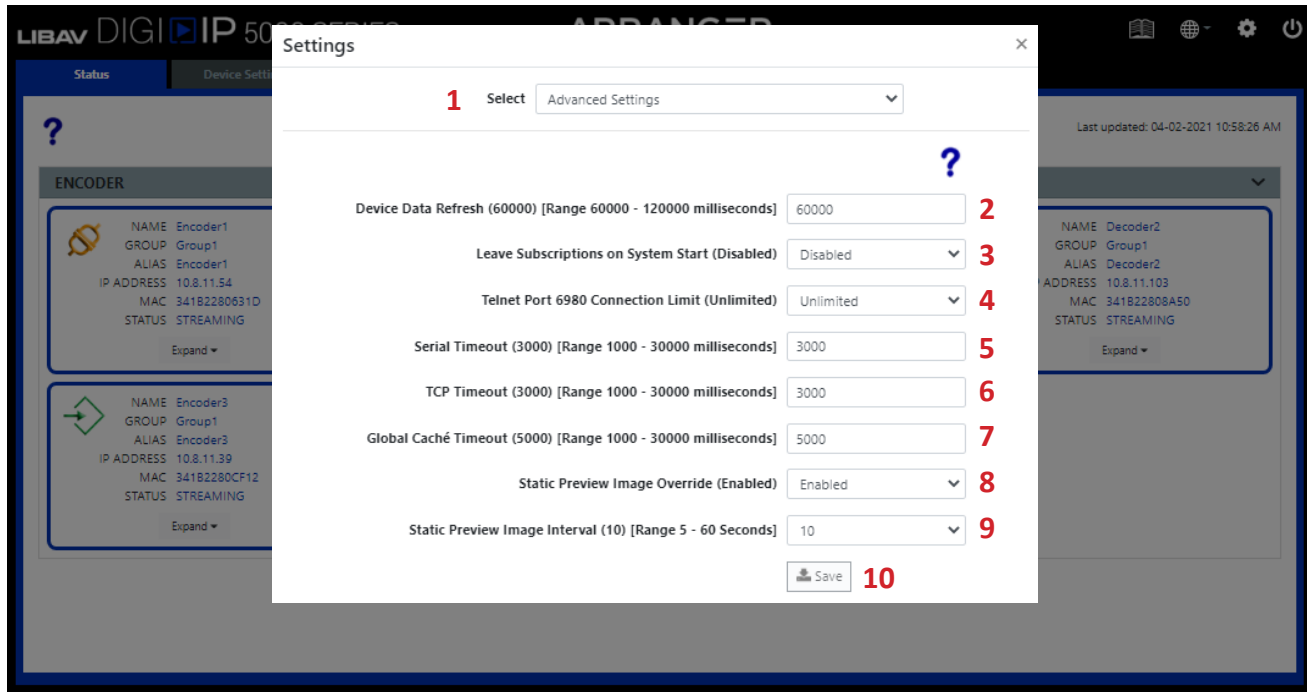 LIBAV DIGI IP 5000 SERIES
ARRANGER
Status
Device Setti
Last updated: 04-02-2021 10:58:26 AM
Settings
×
1 Select Advanced Settings
?
?
Device Data Refresh (60000) [Range 60000 - 120000 milliseconds] 60000 2
Leave Subscriptions on System Start (Disabled) Disabled 3
Telnet Port 6980 Connection Limit (Unlimited) Unlimited 4
Serial Timeout (3000) [Range 1000 - 30000 milliseconds] 3000 5
TCP Timeout (3000) [Range 1000 - 30000 milliseconds] 3000 6
Global Caché Timeout (5000) [Range 1000 - 30000 milliseconds] 5000 7
Static Preview Image Override (Enabled) Enabled 8
Static Preview Image Interval (10) [Range 5 - 60 Seconds] 10 9
Save 10
ENCODER
NAME Encoder1
GROUP Group1
ALIAS Encoder1
IP ADDRESS 10.8.11.54
MAC 341B2280631D
STATUS STREAMING
Expand
NAME Encoder3
GROUP Group1
ALIAS Encoder3
IP ADDRESS 10.8.11.39
MAC 341B2280CF12
STATUS STREAMING
Expand
NAME Decoder2
GROUP Group1
ALIAS Decoder2
ADDRESS 10.8.11.103
MAC 341B22808A50
STATUS STREAMING
Expand